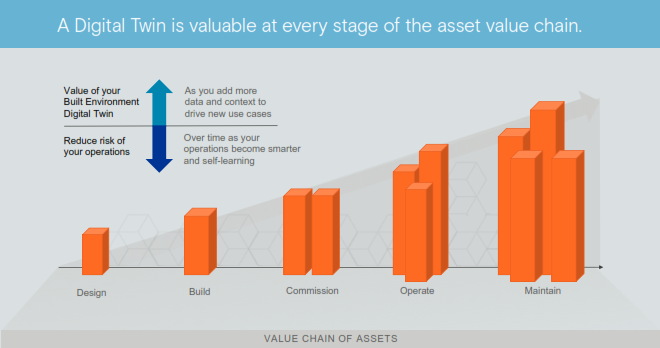 A Digital Twin is valuable at every stage of the asset value chain.
Value of your
Built Environment
Digital Twin
As you add more
data and context to
drive new use cases
Reduce risk of
your operations
Over time as your
operations become smarter
and self-learning
Design
Build
Commission
Operate
Maintain
VALUE CHAIN OF ASSETS